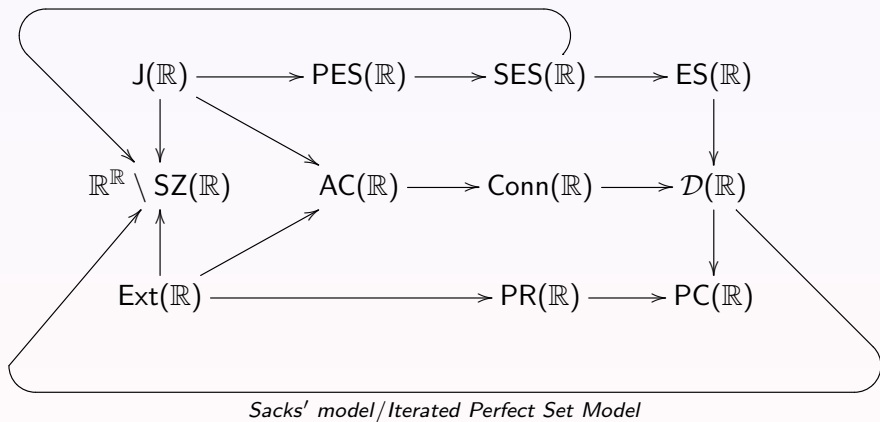 J(ℝ) PES(ℝ) SES(ℝ) ES(ℝ)
ℝ^ℝ \ SZ(ℝ) AC(ℝ) Conn(ℝ) 𝒟(ℝ)
Ext(ℝ) PR(ℝ) PC(ℝ)
Sacks' model/Iterated Perfect Set Model